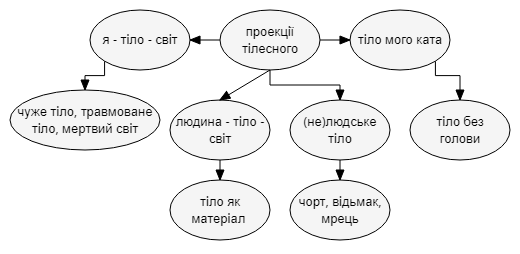 я - тіло - світ
проекції
тілесного
тіло мого ката
чуже тіло, травмоване
тіло, мертвий світ
людина - тіло -
світ
(не)людське
тіло
тіло без
голови
тіло як
матеріал
чорт, відьмак,
мрець